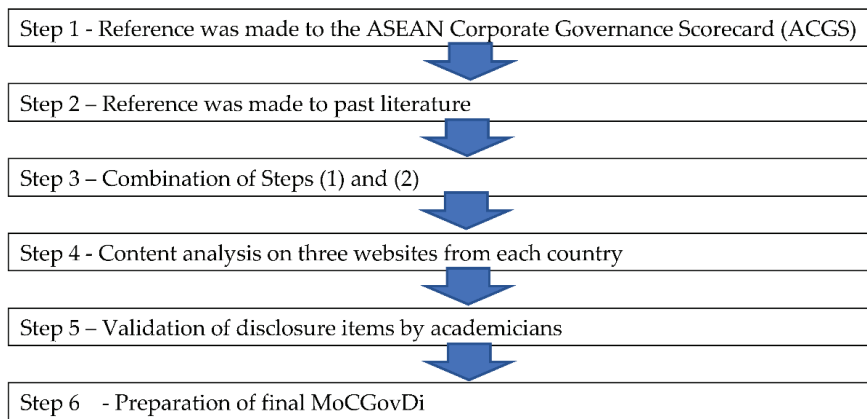 Step 1 - Reference was made to the ASEAN Corporate Governance Scorecard (ACGS)
Step 2 – Reference was made to past literature
Step 3 – Combination of Steps (1) and (2)
Step 4 - Content analysis on three websites from each country
Step 5 – Validation of disclosure items by academicians
Step 6 - Preparation of final MoCGovDi